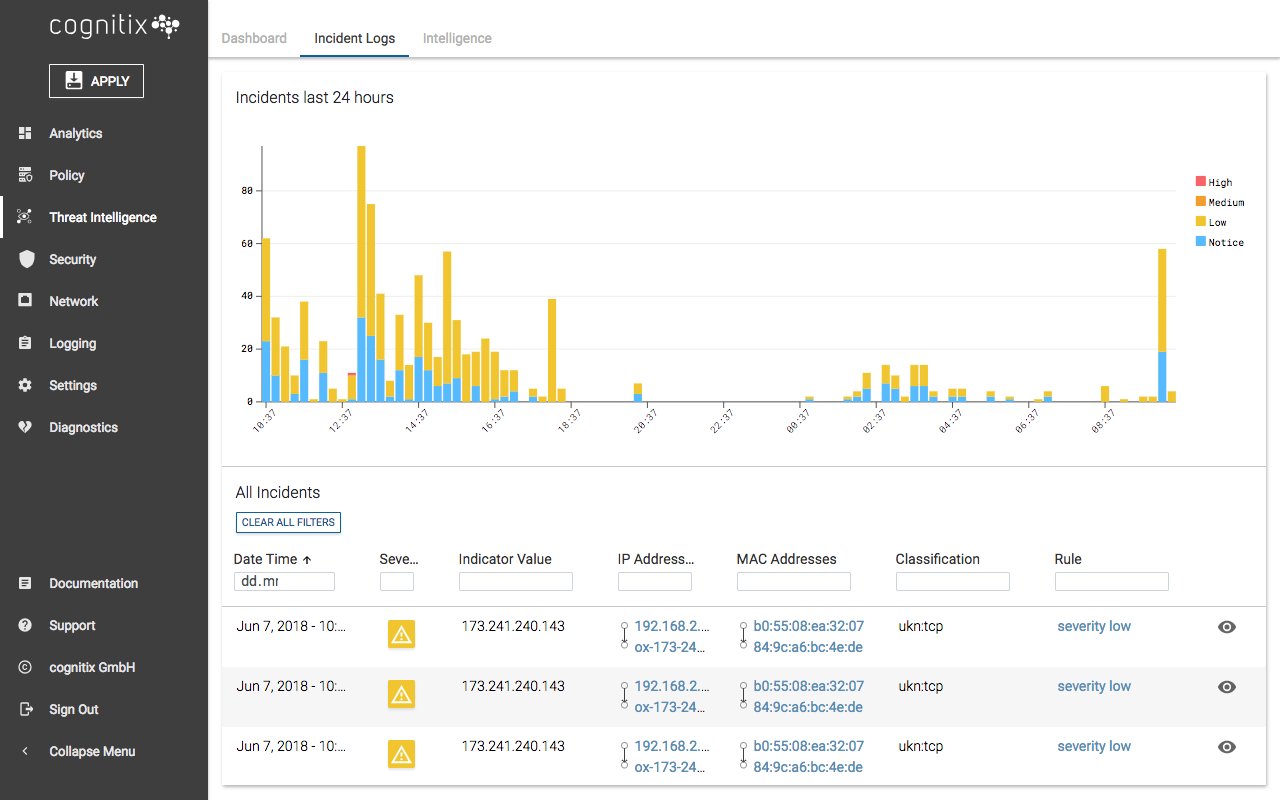 cognitix
APPLY
Analytics
Policy
Threat Intelligence
Security
Network
Logging
Settings
Diagnostics
Documentation
Support
cognitix GmbH
Sign Out
Collapse Menu
Dashboard Incident Logs Intelligence
Incidents last 24 hours
80
60
40
20
0
10:37 12:37 14:37 16:37 18:37 20:37 22:37 00:37 02:37 04:37 06:37 08:37
High
Medium
Low
Notice
All Incidents
CLEAR ALL FILTERS
Date Time Seve... Indicator Value IP Address... MAC Addresses Classification Rule
dd.mr
Jun 7, 2018 - 10:... 173.241.240.143 192.168.2.... b0:55:08:ea:32:07 ukn:tcp severity low
ox-173-24... 84:9c:a6:bc:4e:de
Jun 7, 2018 - 10:... 173.241.240.143 192.168.2.... b0:55:08:ea:32:07 ukn:tcp severity low
ox-173-24... 84:9c:a6:bc:4e:de
Jun 7, 2018 - 10:... 173.241.240.143 192.168.2.... b0:55:08:ea:32:07 ukn:tcp severity low
ox-173-24... 84:9c:a6:bc:4e:de